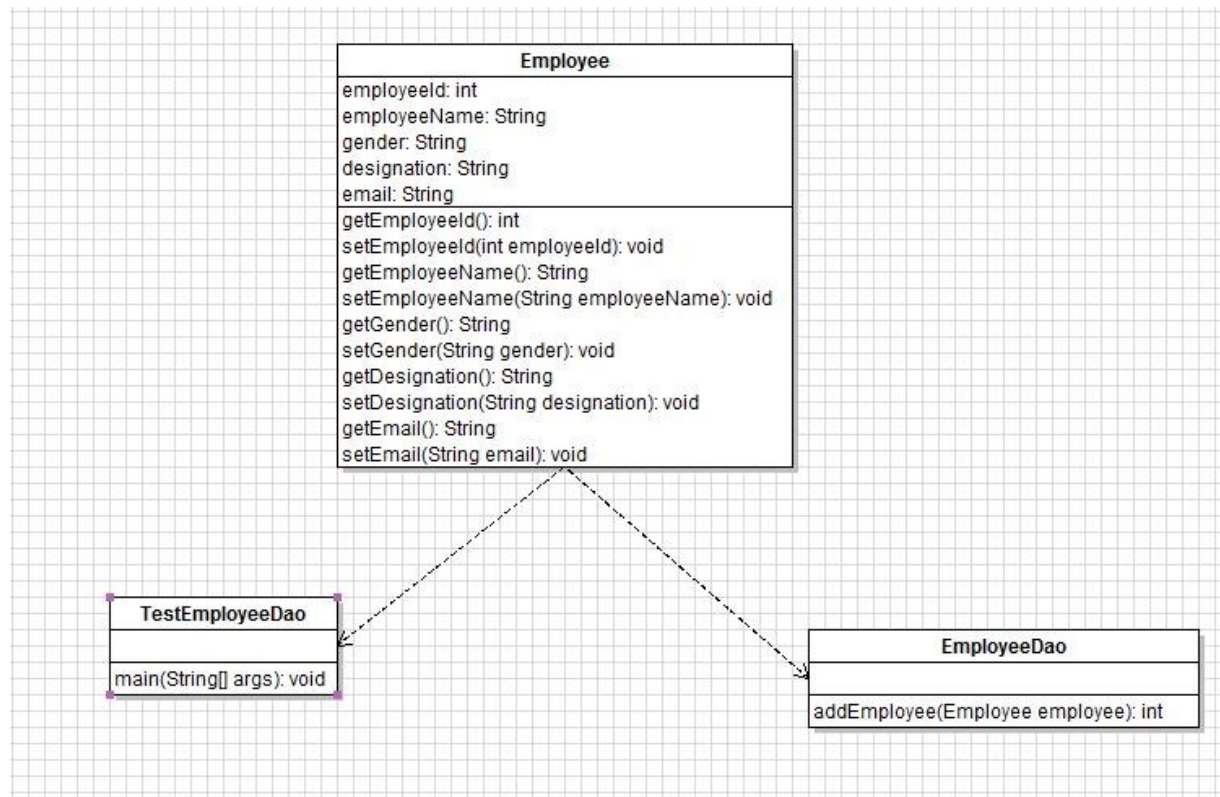 Employee
employeeId: int
employeeName: String
gender: String
designation: String
email: String
getEmployeeId(): int
setEmployeeId(int employeeId): void
getEmployeeName(): String
setEmployeeName(String employeeName): void
getGender(): String
setGender(String gender): void
getDesignation(): String
setDesignation(String designation): void
getEmail(): String
setEmail(String email): void
TestEmployeeDao
main(String[] args): void
EmployeeDao
addEmployee(Employee employee): int